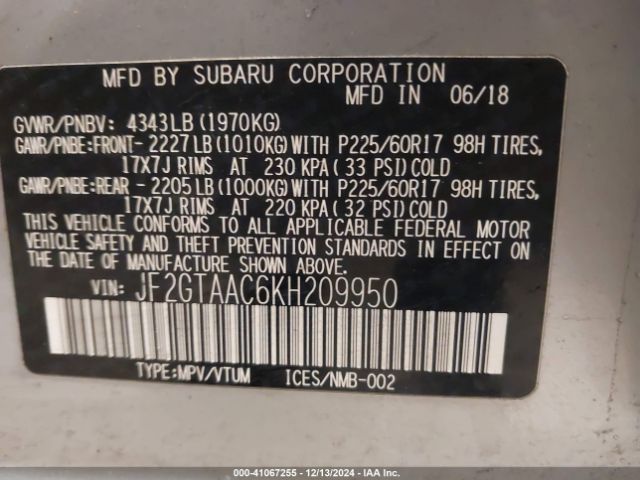 MFD BY SUBARU CORPORATION
MFD IN 06/18
GVWR/PNBV: 4343LB (1970KG)
GAWR/PNBE:FRONT- 2227LB (1010KG) WITH P225/60R17 98H TIRES,
17X7J RIMS AT 230 KPA (33 PSI) COLD
GAWR/PNBE:REAR - 2205LB (1000KG) WITH P225/60R17 98H TIRES,
17X7J RIMS AT 220 KPA (32 PSI) COLD
THIS VEHICLE CONFORMS TO ALL APPLICABLE FEDERAL MOTOR
VEHICLE SAFETY AND THEFT PREVENTION STANDARDS IN EFFECT ON
THE DATE OF MANUFACTURE SHOWN ABOVE.
VIN: JF2GTAAC6KH209950
TYPE:MPV/VTUM ICES/NMB-002
000-41067255 - 12/13/2024 - IAA Inc.